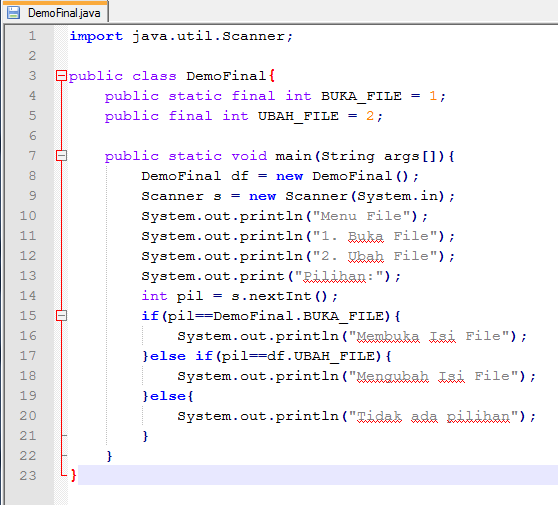 DemoFinal.java
1 import java.util.Scanner;
2
3 public class DemoFinal{
4     public static final int BUKA_FILE = 1;
5     public final int UBAH_FILE = 2;
6
7     public static void main(String args[]){
8         DemoFinal df = new DemoFinal();
9         Scanner s = new Scanner(System.in);
10         System.out.println("Menu File");
11         System.out.println("1. Buka File");
12         System.out.println("2. Ubah File");
13         System.out.print("Pilihan:");
14         int pil = s.nextInt();
15         if(pil==DemoFinal.BUKA_FILE){
16             System.out.println("Membuka Isi File");
17         }else if(pil==df.UBAH_FILE){
18             System.out.println("Mengubah Isi File");
19         }else{
20             System.out.println("Tidak ada pilihan");
21         }
22     }
23 }